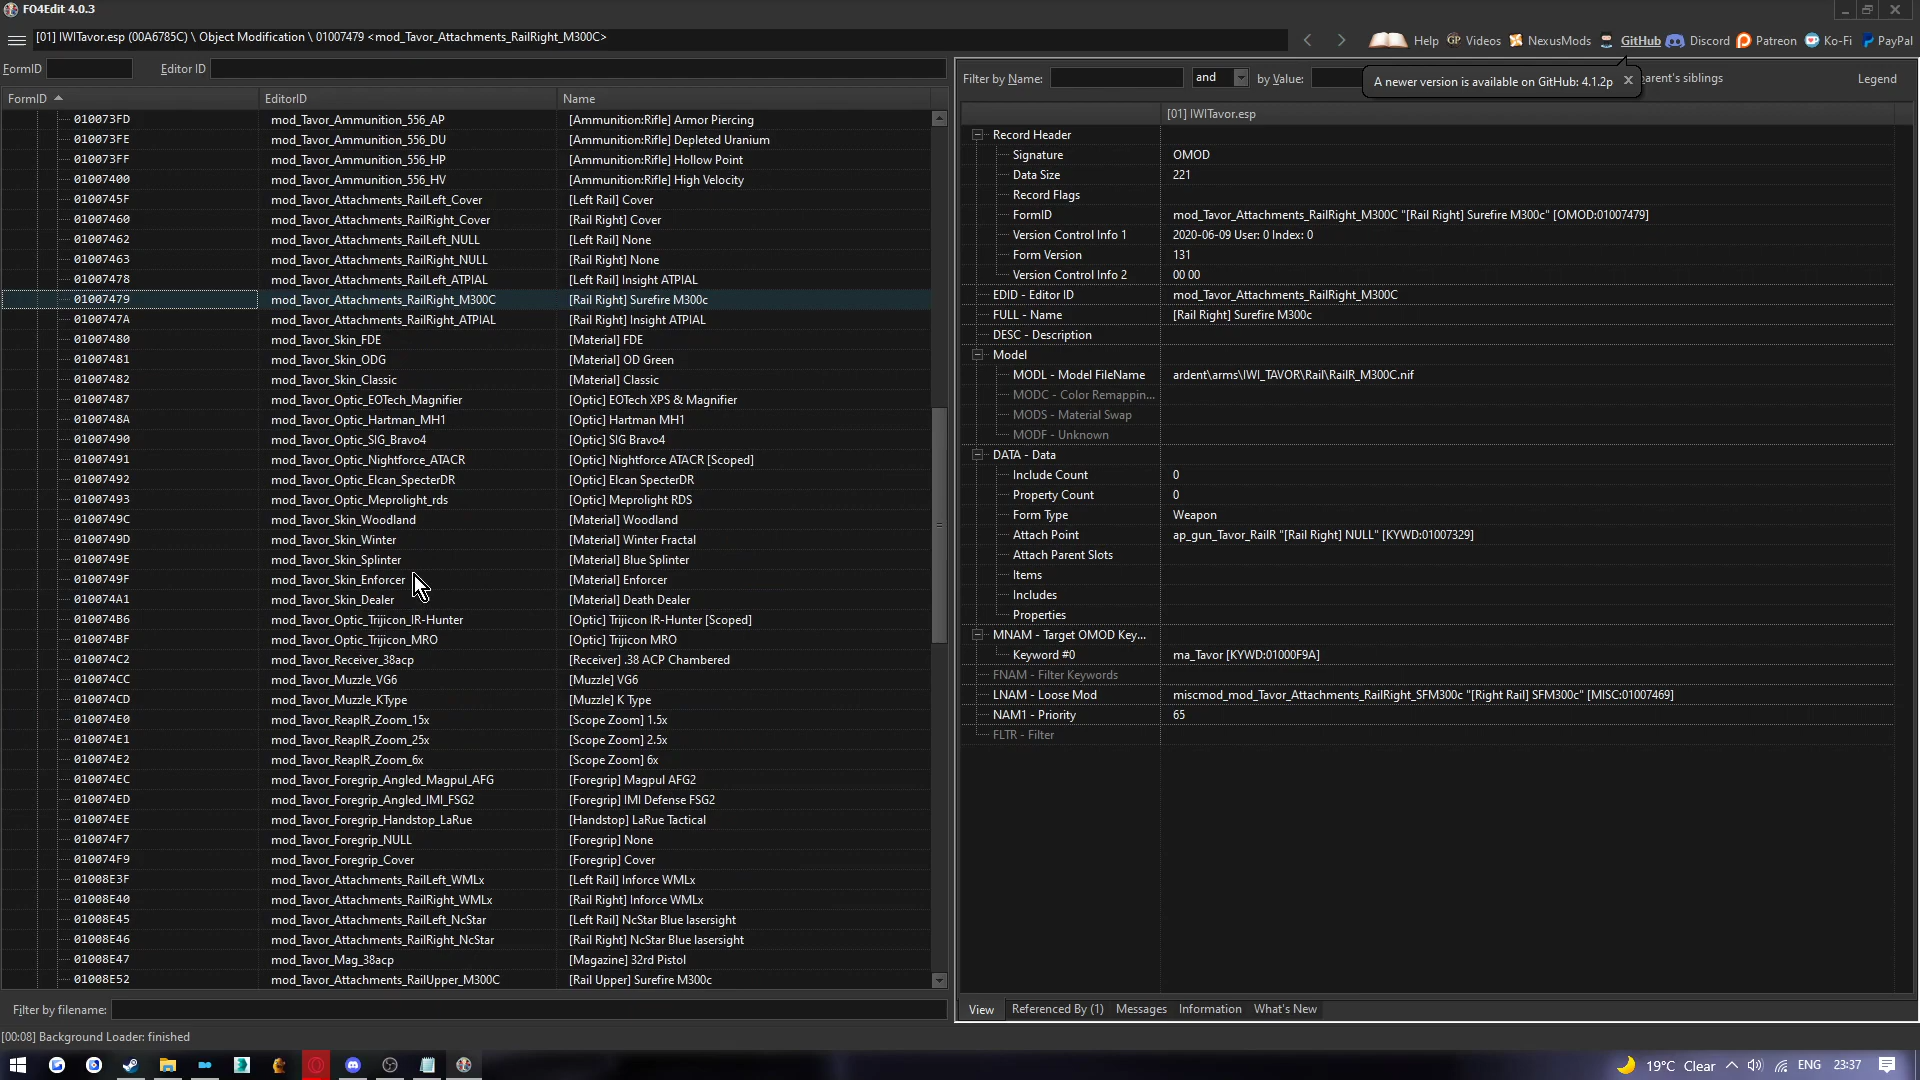 FO4Edit 4.0.3
[01] IWITavor.esp (00A6785C) \ Object Modification \ 01007479 <mod_Tavor_Attachments_RailRight_M300C>
Help Videos NexusMods GitHub Discord Patreon Ko-Fi PayPal
FormID Editor ID
Filter by Name: and by Value: arent's siblings Legend
A newer version is available on GitHub: 4.1.2p
FormID EditorID Name
010073FD mod_Tavor_Ammunition_556_AP [Ammunition:Rifle] Armor Piercing
010073FE mod_Tavor_Ammunition_556_DU [Ammunition:Rifle] Depleted Uranium
010073FF mod_Tavor_Ammunition_556_HP [Ammunition:Rifle] Hollow Point
01007400 mod_Tavor_Ammunition_556_HV [Ammunition:Rifle] High Velocity
0100745F mod_Tavor_Attachments_RailLeft_Cover [Left Rail] Cover
01007460 mod_Tavor_Attachments_RailRight_Cover [Rail Right] Cover
01007462 mod_Tavor_Attachments_RailLeft_NULL [Left Rail] None
01007463 mod_Tavor_Attachments_RailRight_NULL [Rail Right] None
01007478 mod_Tavor_Attachments_RailLeft_ATPIAL [Left Rail] Insight ATPIAL
01007479 mod_Tavor_Attachments_RailRight_M300C [Rail Right] Surefire M300c
0100747A mod_Tavor_Attachments_RailRight_ATPIAL [Rail Right] Insight ATPIAL
01007480 mod_Tavor_Skin_FDE [Material] FDE
01007481 mod_Tavor_Skin_ODG [Material] OD Green
01007482 mod_Tavor_Skin_Classic [Material] Classic
01007487 mod_Tavor_Optic_EOTech_Magnifier [Optic] EOTech XPS & Magnifier
0100748A mod_Tavor_Optic_Hartman_MH1 [Optic] Hartman MH1
01007490 mod_Tavor_Optic_SIG_Bravo4 [Optic] SIG Bravo4
01007491 mod_Tavor_Optic_Nightforce_ATACR [Optic] Nightforce ATACR [Scoped]
01007492 mod_Tavor_Optic_Elcan_SpecterDR [Optic] Elcan SpecterDR
01007493 mod_Tavor_Optic_Meprolight_rds [Optic] Meprolight RDS
0100749C mod_Tavor_Skin_Woodland [Material] Woodland
0100749D mod_Tavor_Skin_Winter [Material] Winter Fractal
0100749E mod_Tavor_Skin_Splinter [Material] Blue Splinter
0100749F mod_Tavor_Skin_Enforcer [Material] Enforcer
010074A1 mod_Tavor_Skin_Dealer [Material] Death Dealer
010074B6 mod_Tavor_Optic_Trijicon_IR-Hunter [Optic] Trijicon IR-Hunter [Scoped]
010074BF mod_Tavor_Optic_Trijicon_MRO [Optic] Trijicon MRO
010074C2 mod_Tavor_Receiver_38acp [Receiver] .38 ACP Chambered
010074CC mod_Tavor_Muzzle_VG6 [Muzzle] VG6
010074CD mod_Tavor_Muzzle_KType [Muzzle] K Type
010074E0 mod_Tavor_ReapIR_Zoom_15x [Scope Zoom] 1.5x
010074E1 mod_Tavor_ReapIR_Zoom_25x [Scope Zoom] 2.5x
010074E2 mod_Tavor_ReapIR_Zoom_6x [Scope Zoom] 6x
010074EC mod_Tavor_Foregrip_Angled_Magpul_AFG [Foregrip] Magpul AFG2
010074ED mod_Tavor_Foregrip_Angled_IMI_FSG2 [Foregrip] IMI Defense FSG2
010074EE mod_Tavor_Foregrip_Handstop_LaRue [Handstop] LaRue Tactical
010074F7 mod_Tavor_Foregrip_NULL [Foregrip] None
010074F9 mod_Tavor_Foregrip_Cover [Foregrip] Cover
01008E3F mod_Tavor_Attachments_RailLeft_WMLx [Left Rail] Inforce WMLx
01008E40 mod_Tavor_Attachments_RailRight_WMLx [Rail Right] Inforce WMLx
01008E45 mod_Tavor_Attachments_RailLeft_NcStar [Left Rail] NcStar Blue lasersight
01008E46 mod_Tavor_Attachments_RailRight_NcStar [Rail Right] NcStar Blue lasersight
01008E47 mod_Tavor_Mag_38acp [Magazine] 32rd Pistol
01008E52 mod_Tavor_Attachments_RailUpper_M300C [Rail Upper] Surefire M300c
Filter by filename:
[00:08] Background Loader: finished
[01] IWITavor.esp
Record Header
Signature OMOD
Data Size 221
Record Flags
FormID mod_Tavor_Attachments_RailRight_M300C "[Rail Right] Surefire M300c" [OMOD:01007479]
Version Control Info 1 2020-06-09 User: 0 Index: 0
Form Version 131
Version Control Info 2 00 00
EDID - Editor ID mod_Tavor_Attachments_RailRight_M300C
FULL - Name [Rail Right] Surefire M300c
DESC - Description
Model
MODL - Model FileName ardent\arms\IWI_TAVOR\Rail\RailR_M300C.nif
MODC - Color Remappin...
MODS - Material Swap
MODF - Unknown
DATA - Data
Include Count 0
Property Count 0
Form Type Weapon
Attach Point ap_gun_Tavor_RailR "[Rail Right] NULL" [KYWD:01007329]
Attach Parent Slots
Items
Includes
Properties
MNAM - Target OMOD Key...
Keyword #0 ma_Tavor [KYWD:01000F9A]
FNAM - Filter Keywords
LNAM - Loose Mod miscmod_mod_Tavor_Attachments_RailRight_SFM300c "[Right Rail] SFM300c" [MISC:01007469]
NAM1 - Priority 65
FLTR - Filter
View Referenced By (1) Messages Information What's New
19°C Clear ENG 23:37